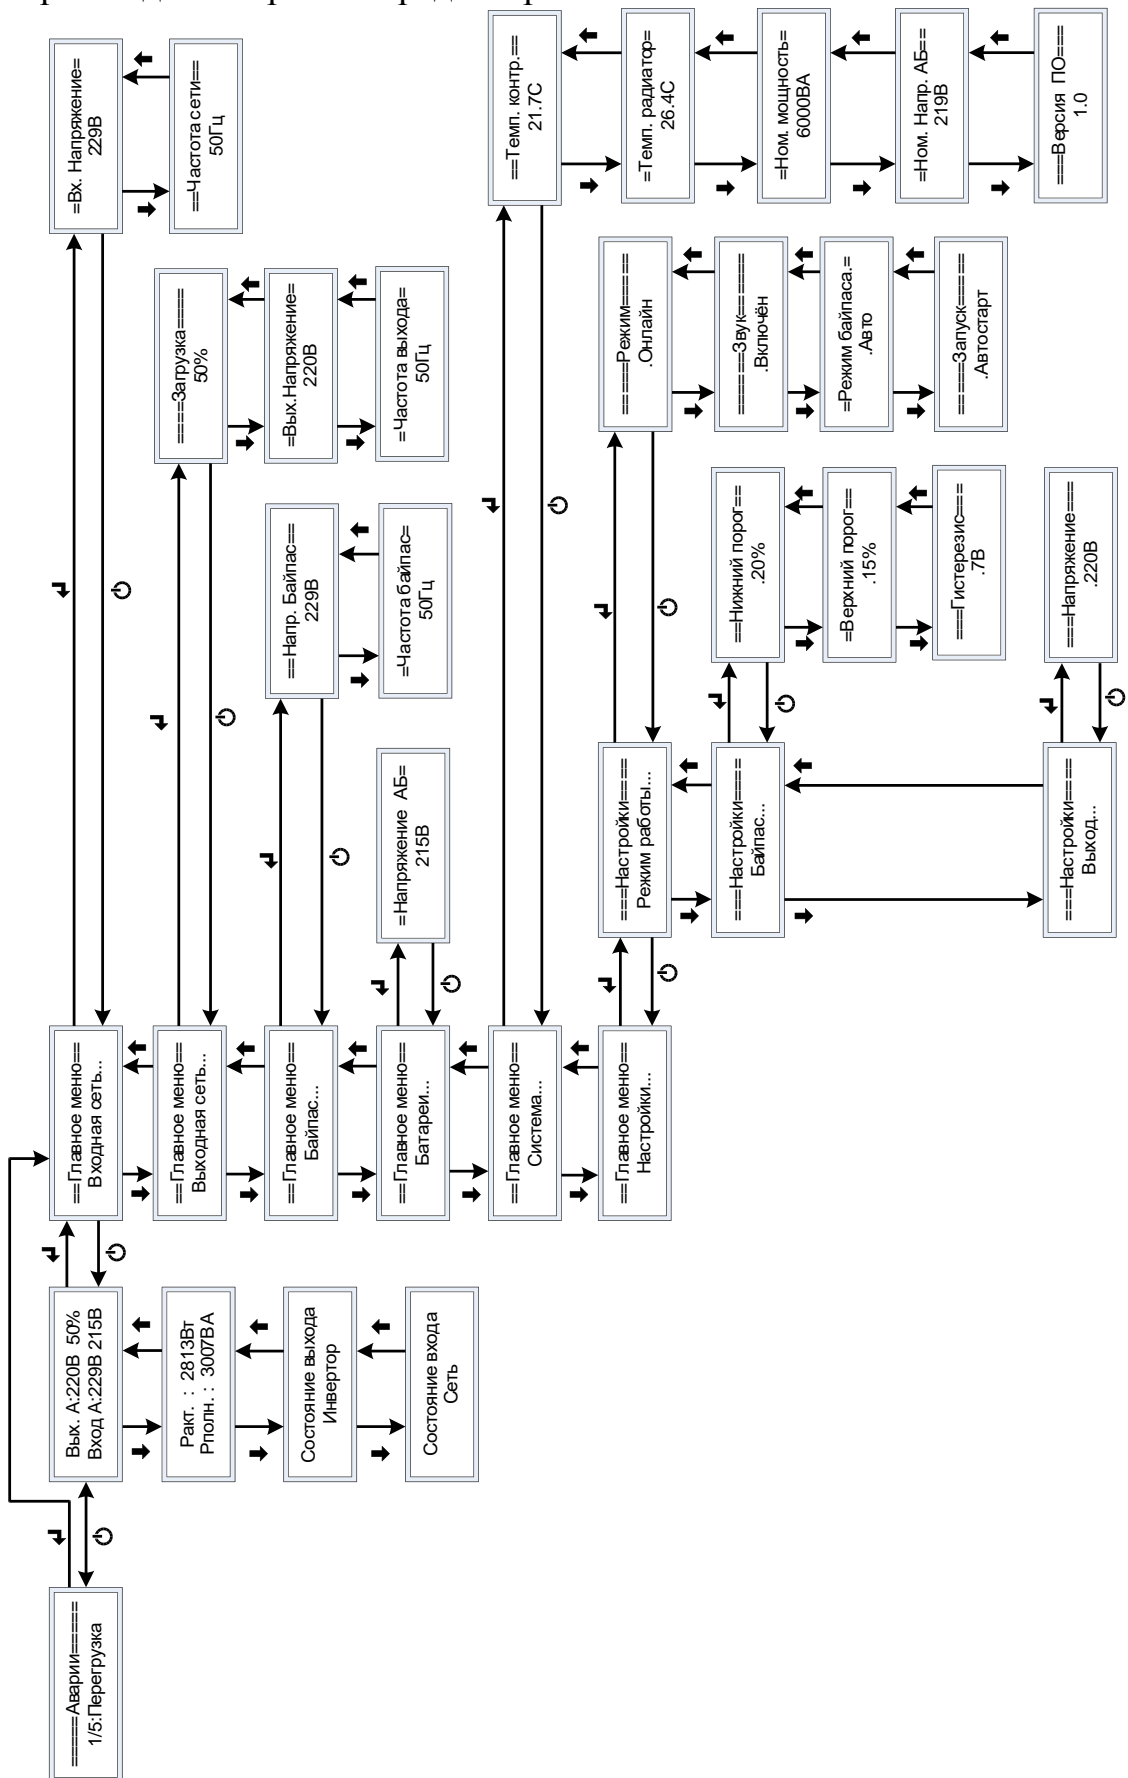 =====Аварии=====
1/5:Перегрузка
Вых. А:220В 50%
Вход А:229В 215В
Ракт. : 2813Вт
Рполн. : 3007ВА
Состояние выхода
Инвертор
Состояние входа
Сеть
==Главное меню==
Входная сеть...
==Главное меню==
Выходная сеть...
==Главное меню==
Байпас...
==Главное меню==
Батареи...
==Главное меню==
Система...
==Главное меню==
Настройки...
=Вх. Напряжение=
229В
==Частота сети==
50Гц
====Загрузка====
50%
=Вых.Напряжение=
220В
=Частота выхода=
50Гц
==Напр. Байпас==
229В
=Частота байпас=
50Гц
=Напряжение АБ=
215В
==Темп. контр.==
21.7С
=Темп. радиатор=
26.4С
=Ном. мощность=
6000ВА
=Ном. Напр. АБ==
219В
===Версия ПО===
1.0
===Настройки====
Режим работы...
===Настройки====
Байпас...
===Настройки====
Выход...
=====Режим======
.Онлайн
======Звук======
.Включён
=Режим байпаса.=
.Авто
=====Запуск=====
.Автостарт
==Нижний порог==
.20%
=Верхний порог==
.15%
===Гистерезис===
.7В
===Напряжение===
.220В